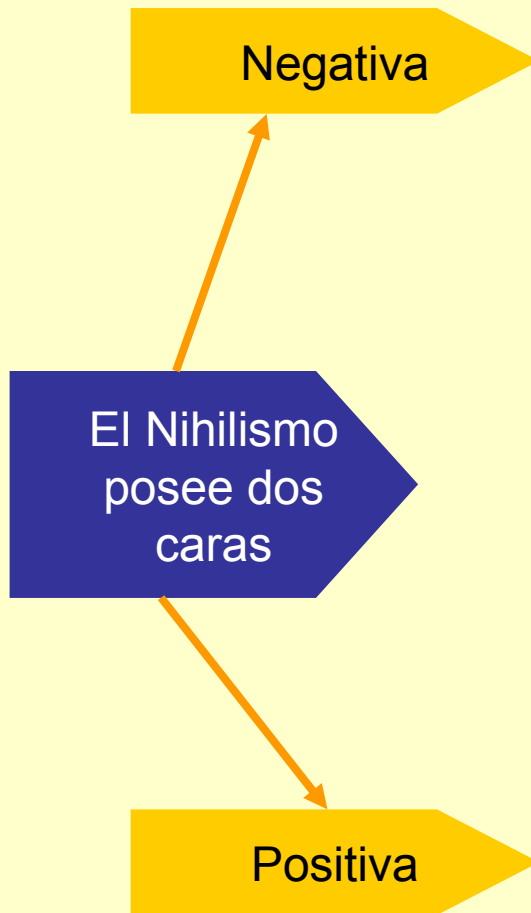 Negativa
El Nihilismo
posee dos
caras
Positiva